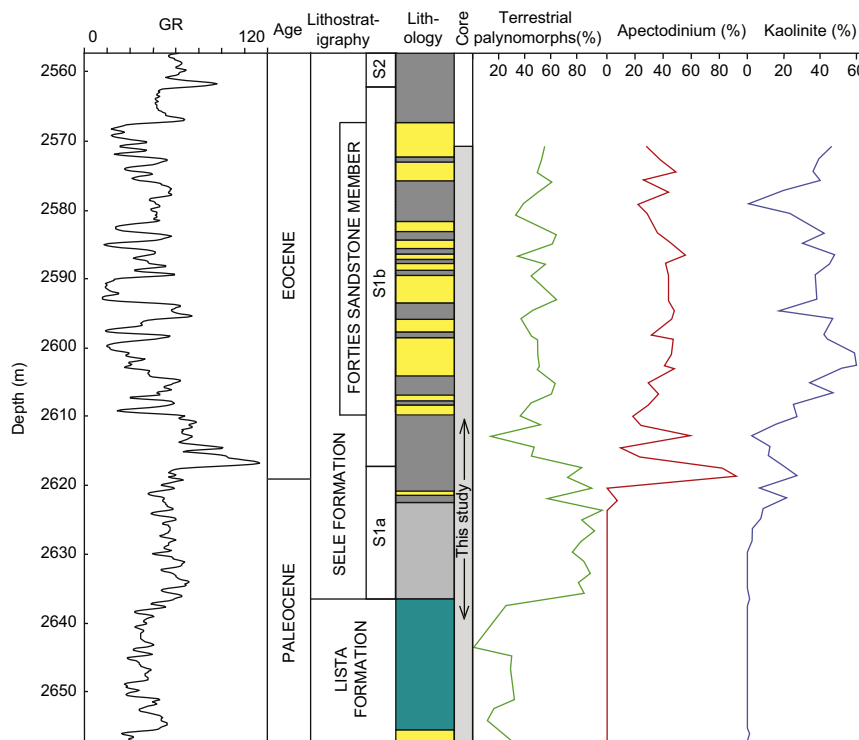 GR
0 120
Age
Lithostrat-
igraphy
Lith-
ology
Core
Terrestrial
palynomorphs(%)
20 40 60 80
Apectodinium (%)
0 20 40 60 80
Kaolinite (%)
0 20 40 60
Depth (m)
2560
2570
2580
2590
2600
2610
2620
2630
2640
2650
EOCENE
PALEOCENE
FORTIES SANDSTONE MEMBER
SELE FORMATION
LISTA
FORMATION
S2
S1b
S1a
This study